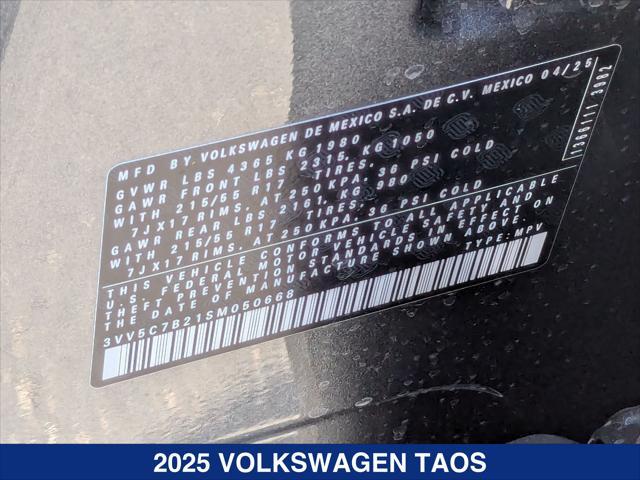 MFD BY. VOLKSWAGEN DE MEXICO S.A. DE C.V. MEXICO 04/25
GVWR LBS 4365 KG 1980
GAWR FRONT LBS 2315, KG 1050
WITH 215/55 R17 TIRES.
7JX17 RIMS. AT 250 KPA. 36 PSI COLD
GAWR REAR LBS 2161, KG 980
WITH 215/55 R17 TIRES.
7JX17 RIMS. AT 250 KPA. 36 PSI COLD
THIS VEHICLE CONFORMS TO ALL APPLICABLE
U.S. FEDERAL MOTOR VEHICLE SAFETY AND
THEFT PREVENTION STANDARDS IN EFFECT ON
THE DATE OF MANUFACTURE SHOWN ABOVE.
TYPE: MPV
3VV5C7B21SM050668
1366111 3982
2025 VOLKSWAGEN TAOS